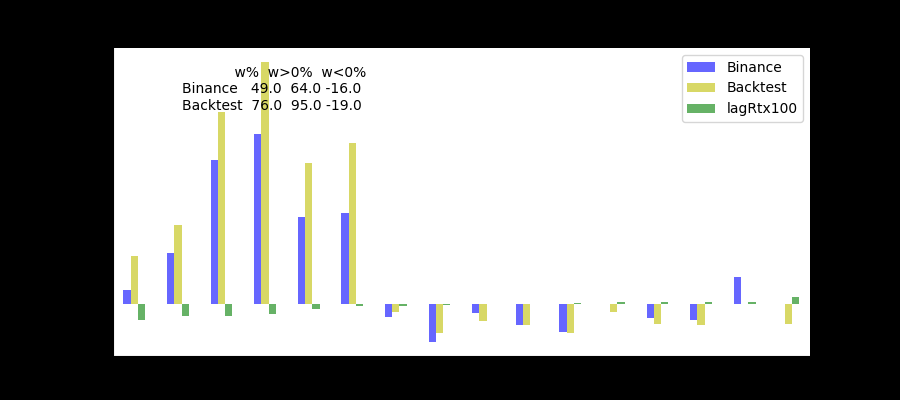 w% w>0% w<0%
Binance 49.0 64.0 -16.0
Backtest 76.0 95.0 -19.0
Binance
Backtest
lagRtx100